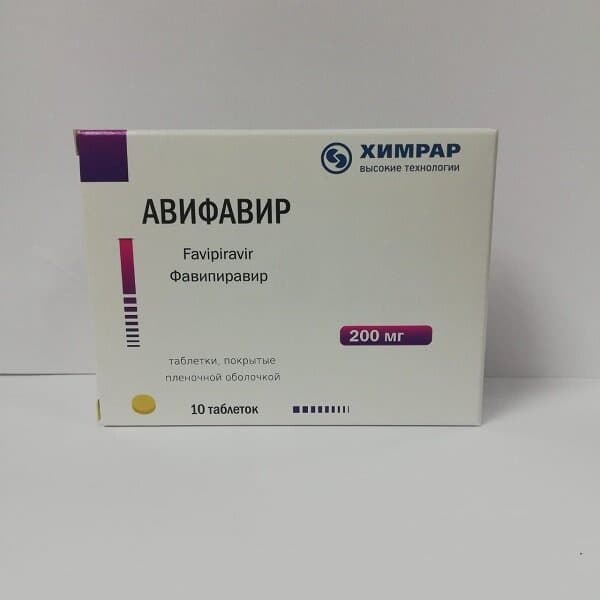 ХИМРАР
ВЫСОКИЕ ТЕХНОЛОГИИ
АВИФАВИР
Favipiravir
Фавипиравир
200 мг
таблетки, покрытые
пленочной оболочкой
10 таблеток